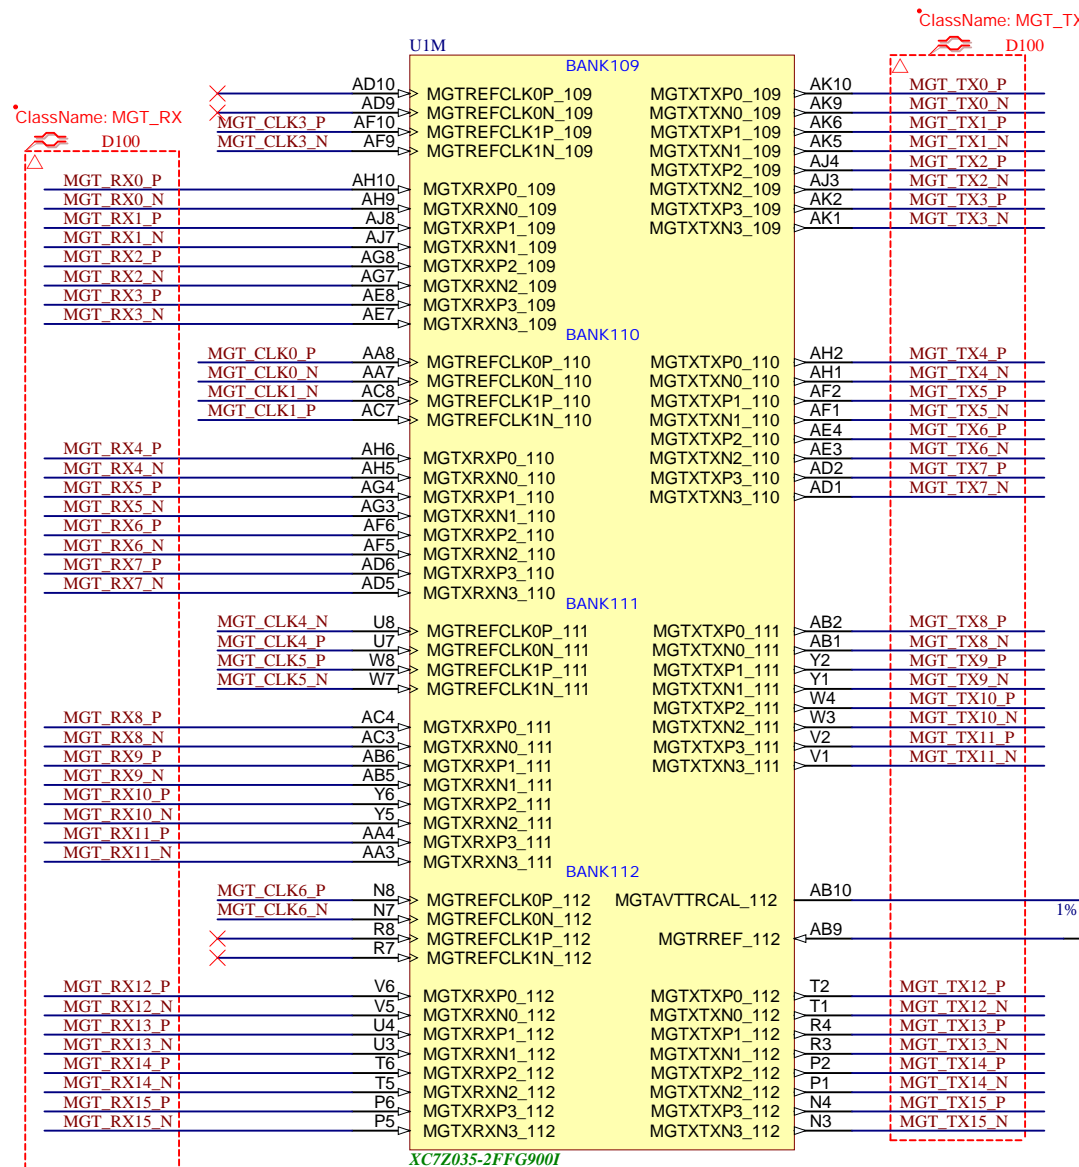 ClassName: MGT_TX
D100
U1M
BANK109
ClassName: MGT_RX
D100
AD10 MGTREFCLK0P_109 MGTXTXP0_109 AK10 MGT_TX0_P
AD9 MGTREFCLK0N_109 MGTXTXN0_109 AK9 MGT_TX0_N
MGT_CLK3_P AF10 MGTREFCLK1P_109 MGTXTXP1_109 AK6 MGT_TX1_P
MGT_CLK3_N AF9 MGTREFCLK1N_109 MGTXTXN1_109 AK5 MGT_TX1_N
MGTXTXP2_109 AJ4 MGT_TX2_P
MGT_RX0_P AH10 MGTXRXP0_109 MGTXTXN2_109 AJ3 MGT_TX2_N
MGT_RX0_N AH9 MGTXRXN0_109 MGTXTXP3_109 AK2 MGT_TX3_P
MGT_RX1_P AJ8 MGTXRXP1_109 MGTXTXN3_109 AK1 MGT_TX3_N
MGT_RX1_N AJ7 MGTXRXN1_109
MGT_RX2_P AG8 MGTXRXP2_109
MGT_RX2_N AG7 MGTXRXN2_109
MGT_RX3_P AE8 MGTXRXP3_109
MGT_RX3_N AE7 MGTXRXN3_109
BANK110
MGT_CLK0_P AA8 MGTREFCLK0P_110 MGTXTXP0_110 AH2 MGT_TX4_P
MGT_CLK0_N AA7 MGTREFCLK0N_110 MGTXTXN0_110 AH1 MGT_TX4_N
MGT_CLK1_N AC8 MGTREFCLK1P_110 MGTXTXP1_110 AF2 MGT_TX5_P
MGT_CLK1_P AC7 MGTREFCLK1N_110 MGTXTXN1_110 AF1 MGT_TX5_N
MGTXTXP2_110 AE4 MGT_TX6_P
MGT_RX4_P AH6 MGTXRXP0_110 MGTXTXN2_110 AE3 MGT_TX6_N
MGT_RX4_N AH5 MGTXRXN0_110 MGTXTXP3_110 AD2 MGT_TX7_P
MGT_RX5_P AG4 MGTXRXP1_110 MGTXTXN3_110 AD1 MGT_TX7_N
MGT_RX5_N AG3 MGTXRXN1_110
MGT_RX6_P AF6 MGTXRXP2_110
MGT_RX6_N AF5 MGTXRXN2_110
MGT_RX7_P AD6 MGTXRXP3_110
MGT_RX7_N AD5 MGTXRXN3_110
BANK111
MGT_CLK4_N U8 MGTREFCLK0P_111 MGTXTXP0_111 AB2 MGT_TX8_P
MGT_CLK4_P U7 MGTREFCLK0N_111 MGTXTXN0_111 AB1 MGT_TX8_N
MGT_CLK5_P W8 MGTREFCLK1P_111 MGTXTXP1_111 Y2 MGT_TX9_P
MGT_CLK5_N W7 MGTREFCLK1N_111 MGTXTXN1_111 Y1 MGT_TX9_N
MGTXTXP2_111 W4 MGT_TX10_P
MGT_RX8_P AC4 MGTXRXP0_111 MGTXTXN2_111 W3 MGT_TX10_N
MGT_RX8_N AC3 MGTXRXN0_111 MGTXTXP3_111 V2 MGT_TX11_P
MGT_RX9_P AB6 MGTXRXP1_111 MGTXTXN3_111 V1 MGT_TX11_N
MGT_RX9_N AB5 MGTXRXN1_111
MGT_RX10_P Y6 MGTXRXP2_111
MGT_RX10_N Y5 MGTXRXN2_111
MGT_RX11_P AA4 MGTXRXP3_111
MGT_RX11_N AA3 MGTXRXN3_111
BANK112
MGT_CLK6_P N8 MGTREFCLK0P_112 MGTAVTTRCAL_112 AB10
MGT_CLK6_N N7 MGTREFCLK0N_112 1%
R8 MGTREFCLK1P_112 MGTRREF_112 AB9
R7 MGTREFCLK1N_112
MGT_RX12_P V6 MGTXRXP0_112 MGTXTXP0_112 T2 MGT_TX12_P
MGT_RX12_N V5 MGTXRXN0_112 MGTXTXN0_112 T1 MGT_TX12_N
MGT_RX13_P U4 MGTXRXP1_112 MGTXTXP1_112 R4 MGT_TX13_P
MGT_RX13_N U3 MGTXRXN1_112 MGTXTXN1_112 R3 MGT_TX13_N
MGT_RX14_P T6 MGTXRXP2_112 MGTXTXP2_112 P2 MGT_TX14_P
MGT_RX14_N T5 MGTXRXN2_112 MGTXTXN2_112 P1 MGT_TX14_N
MGT_RX15_P P6 MGTXRXP3_112 MGTXTXP3_112 N4 MGT_TX15_P
MGT_RX15_N P5 MGTXRXN3_112 MGTXTXN3_112 N3 MGT_TX15_N
XC7Z035-2FFG900I